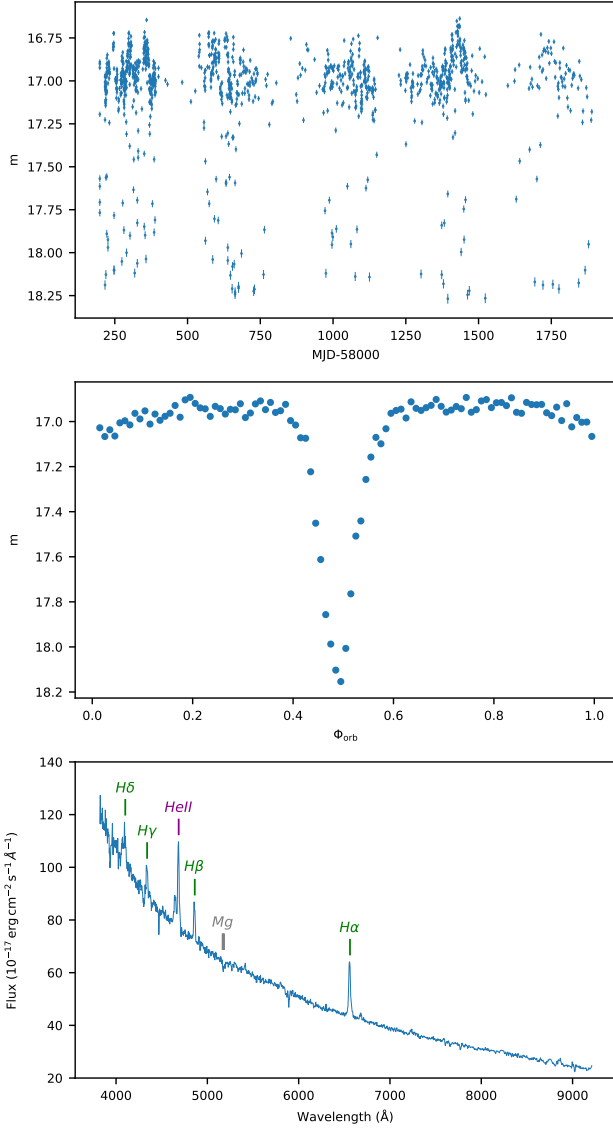 16.75
17.00
17.25
m
17.50
17.75
18.00
18.25
250 500 750 1000 1250 1500 1750
MJD-58000
17.0
17.2
17.4
m
17.6
17.8
18.0
18.2
0.0 0.2 0.4 0.6 0.8 1.0
Φorb
140
Hδ
120
HeII
Hγ
100
Hβ
Flux (10⁻¹⁷ erg cm⁻² s⁻¹ Å⁻¹)
80
Mg
Hα
60
40
20
4000 5000 6000 7000 8000 9000
Wavelength (Å)